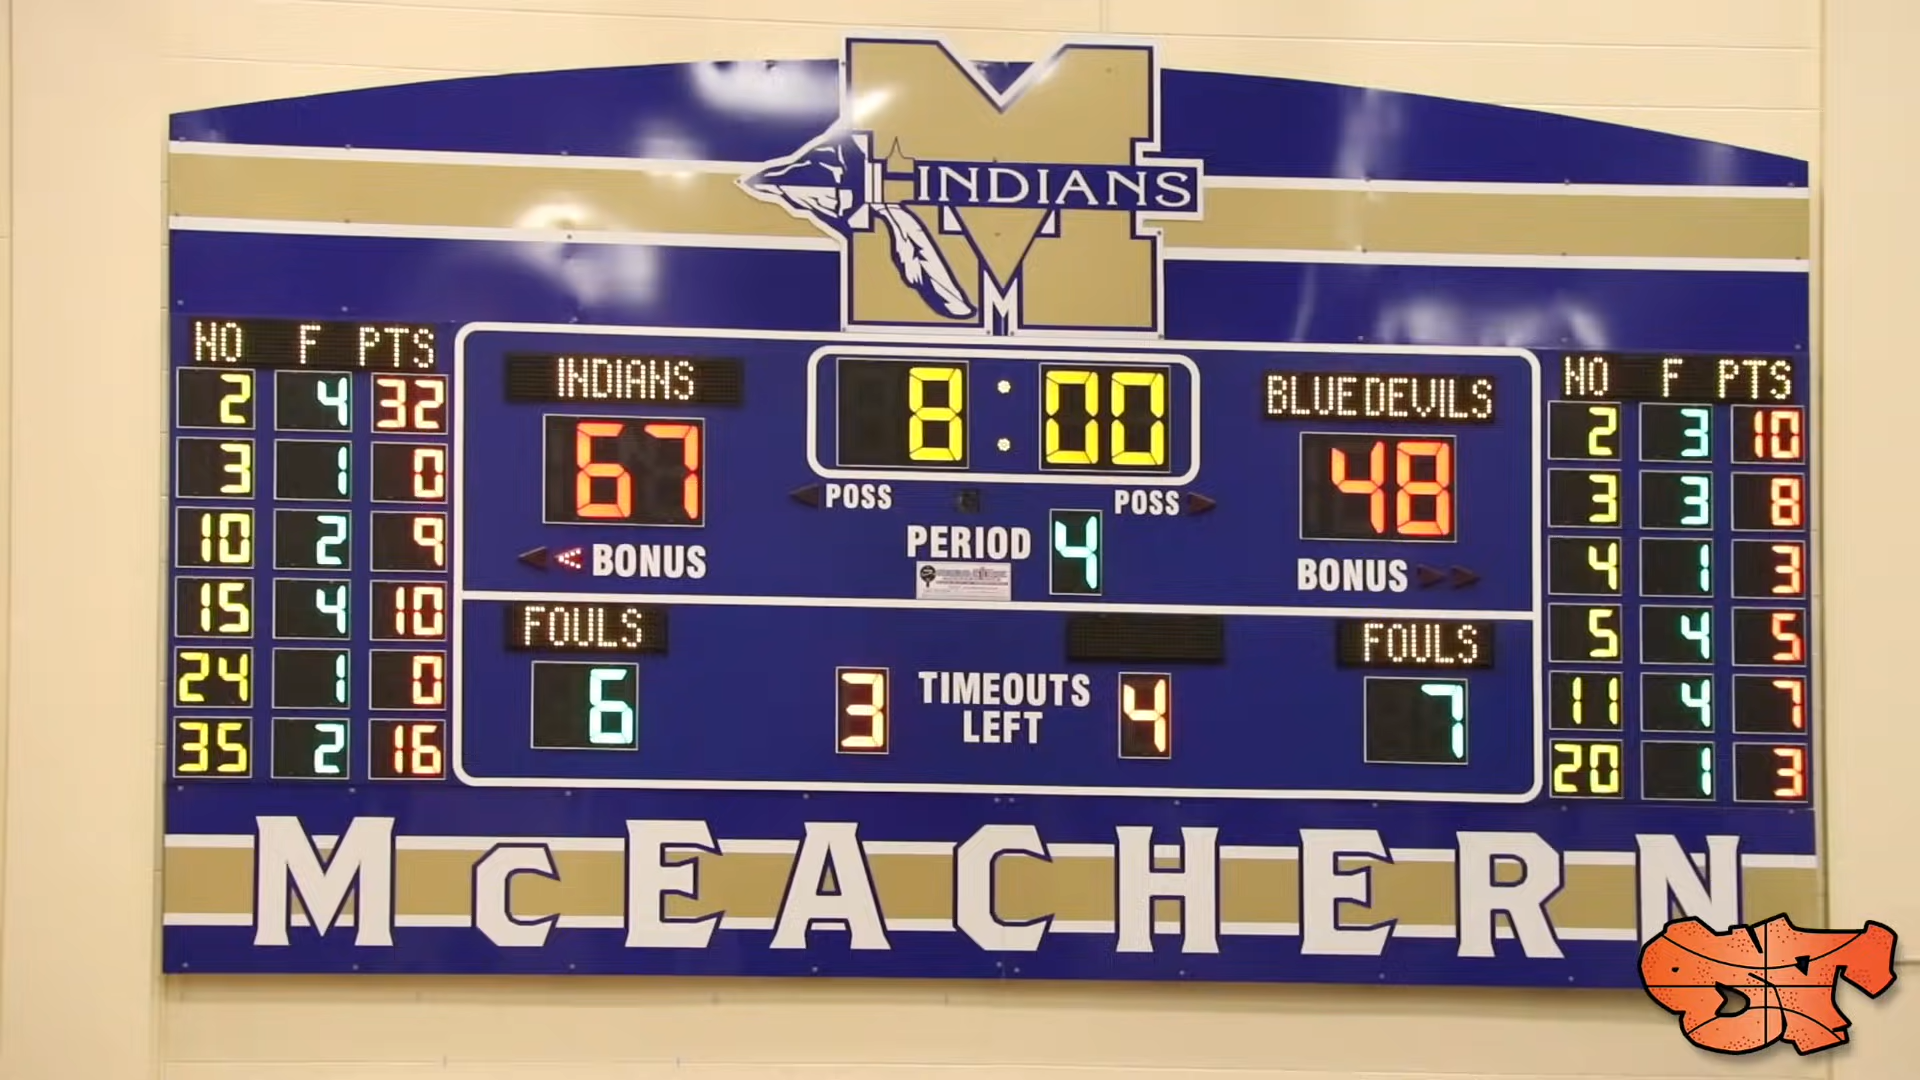 INDIANS
M
NO F PTS
2 4 32
3 1 0
10 2 9
15 4 10
24 1 0
35 2 16
INDIANS
67
BONUS
8:00
POSS
POSS
PERIOD 4
BLUE DEVILS
48
BONUS
FOULS
6
3 TIMEOUTS LEFT 4
FOULS
7
NO F PTS
2 3 10
3 3 8
4 1 3
5 4 5
11 4 7
20 1 3
McEACHERN